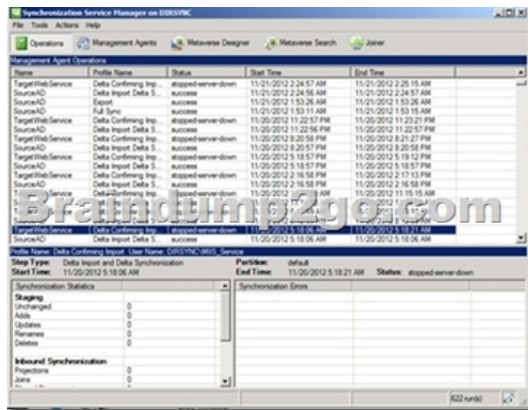 Synchronization Service Manager on DIRSYNC
File Tools Actions Help
Operations Management Agents Metaverse Designer Metaverse Search Joiner
Management Agent Operations
Name Profile Name Status Start Time End Time
TargetWebService Delta Confirming Imp... stopped-server-down 11/21/2012 2:24:57 AM 11/21/2012 2:25:15 AM
SourceAD Delta Import Delta S... success 11/21/2012 2:24:56 AM 11/21/2012 2:24:57 AM
SourceAD Export success 11/21/2012 1:53:26 AM 11/21/2012 1:53:26 AM
SourceAD Full Sync success 11/21/2012 1:53:11 AM 11/21/2012 1:53:15 AM
TargetWebService Delta Confirming Imp... stopped-server-down 11/20/2012 11:22:57 PM 11/20/2012 11:23:21 PM
SourceAD Delta Import Delta S... success 11/20/2012 11:22:56 PM 11/20/2012 11:22:57 PM
TargetWebService Delta Confirming Imp... stopped-server-down 11/20/2012 8:20:58 PM 11/20/2012 8:21:27 PM
SourceAD Delta Import Delta S... success 11/20/2012 8:20:57 PM 11/20/2012 8:20:58 PM
TargetWebService Delta Confirming Imp... stopped-server-down 11/20/2012 5:18:57 PM 11/20/2012 5:19:12 PM
SourceAD Delta Import Delta S... success 11/20/2012 5:18:57 PM 11/20/2012 5:18:57 PM
TargetWebService Delta Confirming Imp... stopped-server-down 11/20/2012 2:16:58 PM 11/20/2012 2:17:13 PM
SourceAD Delta Import Delta S... success 11/20/2012 2:16:58 PM
TargetWebService Delta Confirming Imp... 11/20/2012 11:15:15 AM
Braindump2go.com
TargetWebService Delta Confirming Imp... stopped-server-down 11/20/2012 5:18:06 AM 11/20/2012 5:18:21 AM
SourceAD Delta Import Delta S... success 11/20/2012 5:18:06 AM 11/20/2012 5:18:06 AM
Profile Name: Delta Confirming Import User Name: DIRSYNC\MIIS_Service
Step Type: Delta Import and Delta Synchronization Partition: default
Start Time: 11/20/2012 5:18:06 AM End Time: 11/20/2012 5:18:21 AM Status: stopped-server-down
Synchronization Statistics Synchronization Errors
Staging
Unchanged 0
Adds 0
Updates 0
Renames 0
Deletes 0
Inbound Synchronization
Projections 0
Joins 0
622 run(s)